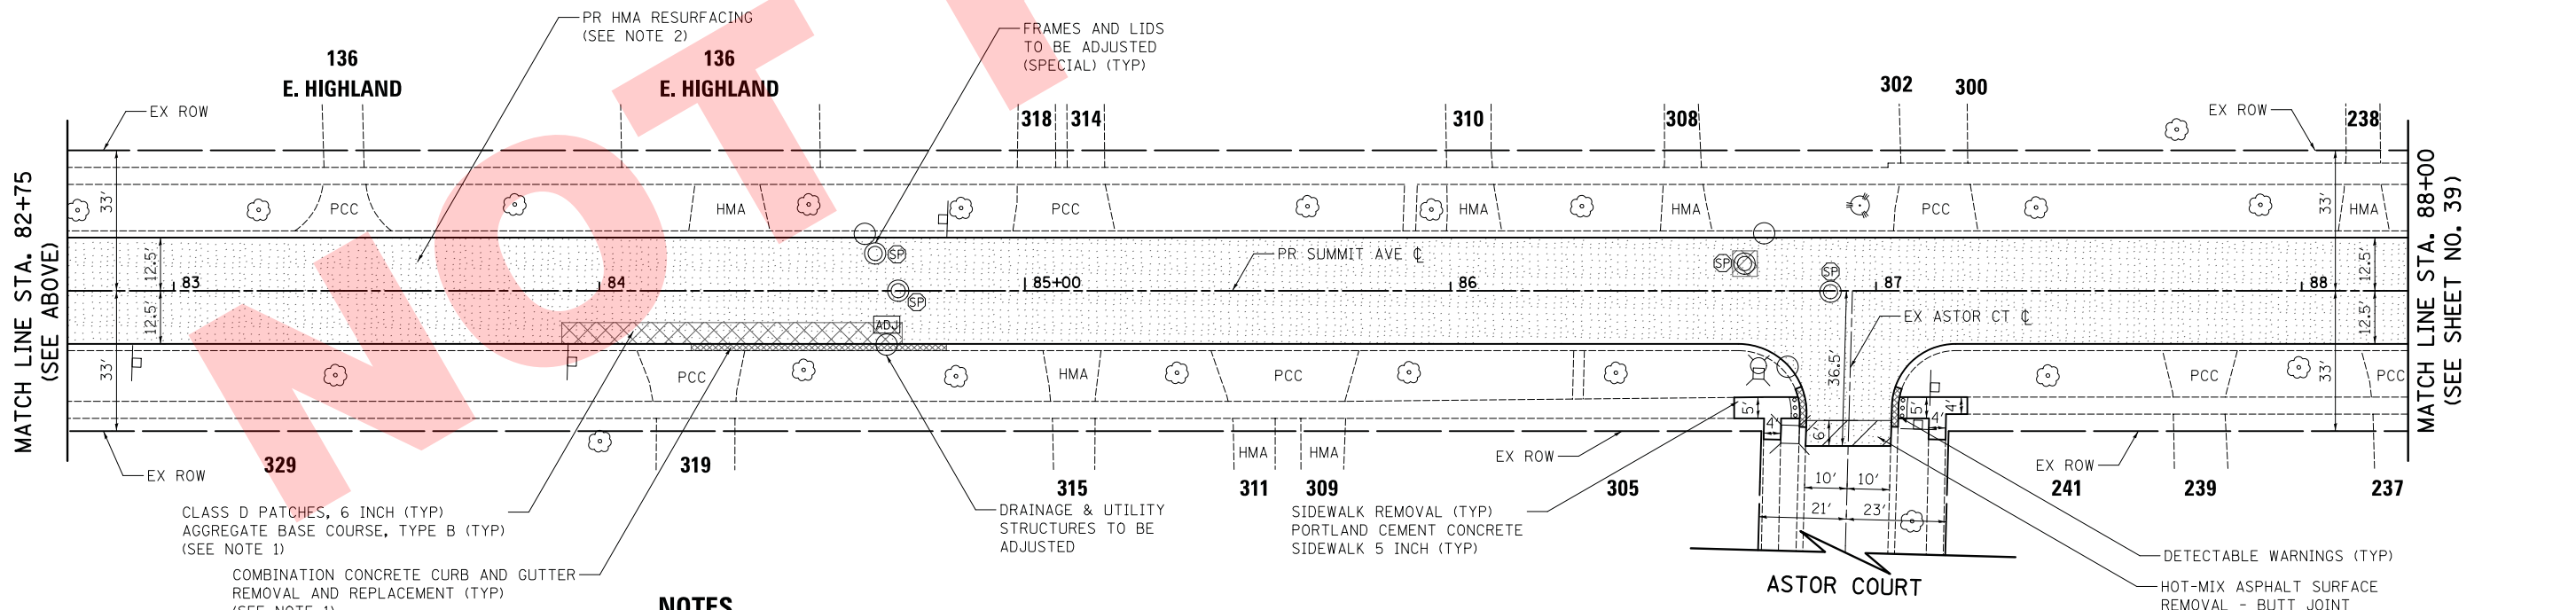 PR HMA RESURFACING
(SEE NOTE 2)
FRAMES AND LIDS
TO BE ADJUSTED
(SPECIAL) (TYP)
136
E. HIGHLAND
136
E. HIGHLAND
EX ROW
318
314
310
308
302
300
EX ROW
238
MATCH LINE STA. 82+75
(SEE ABOVE)
33'
33'
12.5'
12.5'
PCC
HMA
PCC
HMA
HMA
PCC
HMA
SP
SP
SP
SP
ADJ
PR SUMMIT AVE ℄
83
84
85+00
86
87
88
EX ASTOR CT ℄
36.5'
33'
33'
12.5'
12.5'
MATCH LINE STA. 88+00
(SEE SHEET NO. 39)
PCC
HMA
PCC
PCC
PCC
5'
4'
6'
5'
4'
4'
HMA
HMA
EX ROW
329
319
315
311
309
EX ROW
305
EX ROW
241
239
237
10'
10'
21'
23'
CLASS D PATCHES, 6 INCH (TYP)
AGGREGATE BASE COURSE, TYPE B (TYP)
(SEE NOTE 1)
COMBINATION CONCRETE CURB AND GUTTER
REMOVAL AND REPLACEMENT (TYP)
(SEE NOTE 1)
DRAINAGE & UTILITY
STRUCTURES TO BE
ADJUSTED
SIDEWALK REMOVAL (TYP)
PORTLAND CEMENT CONCRETE
SIDEWALK 5 INCH (TYP)
ASTOR COURT
DETECTABLE WARNINGS (TYP)
HOT-MIX ASPHALT SURFACE
REMOVAL - BUTT JOINT
NOTES
NOT